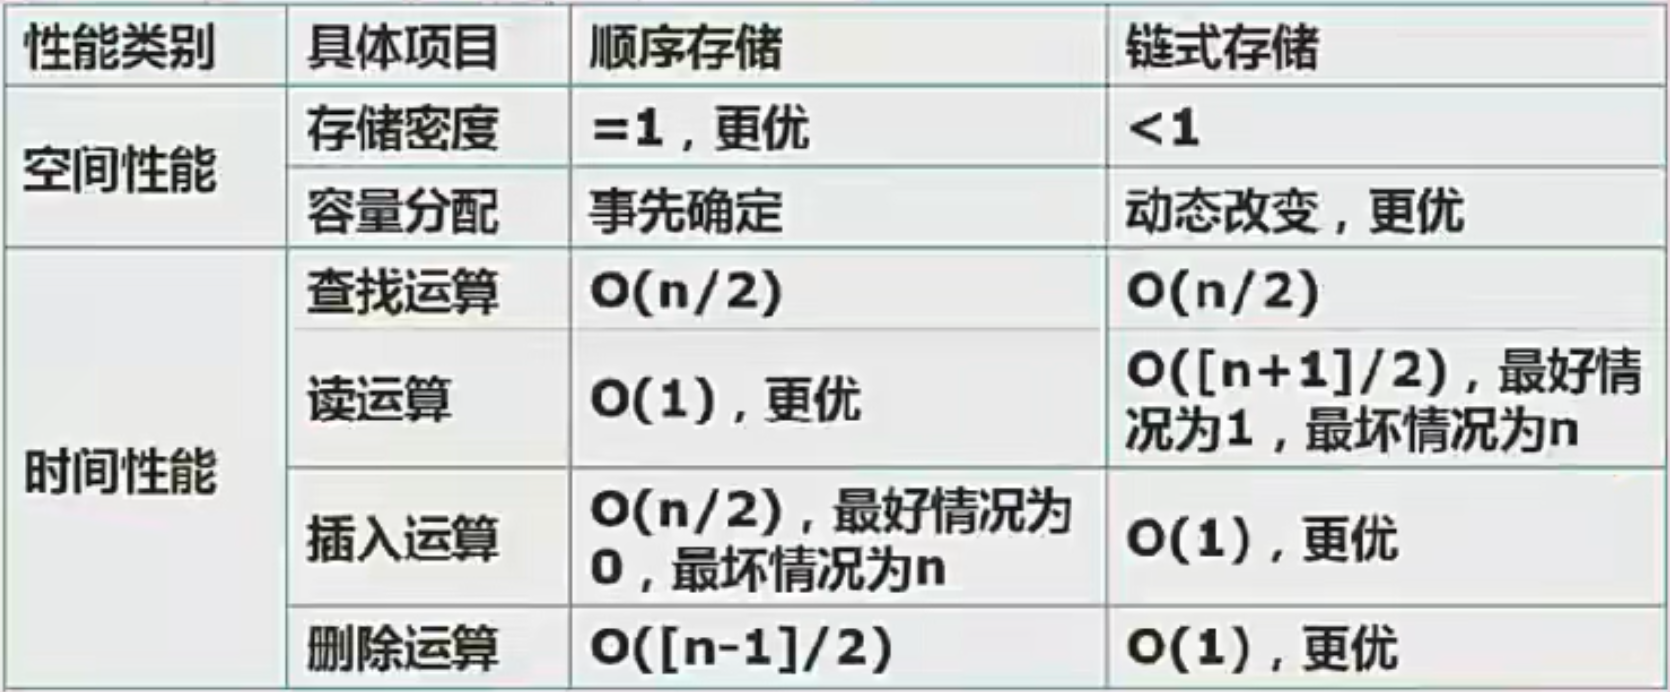 性能类别 具体项目 顺序存储 链式存储
空间性能
存储密度 =1，更优 <1
容量分配 事先确定 动态改变，更优
时间性能
查找运算 O(n/2) O(n/2)
读运算 O(1)，更优 O([n+1]/2)，最好情
况为1，最坏情况为n
插入运算 O(n/2)，最好情况为
0，最坏情况为n O(1)，更优
删除运算 O([n-1]/2) O(1)，更优